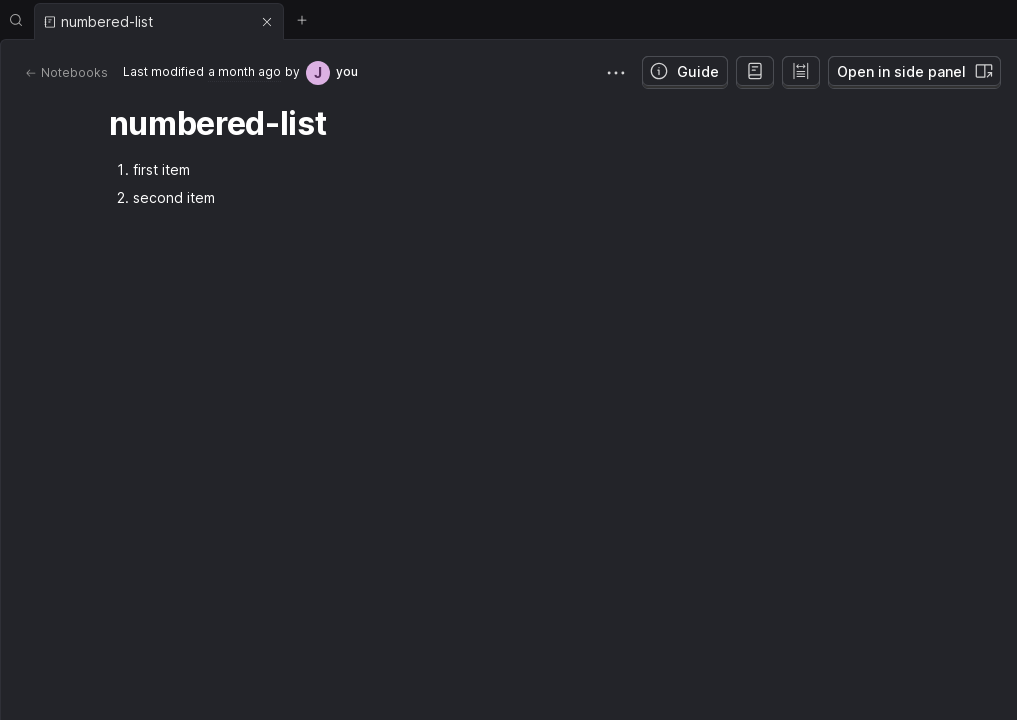 numbered-list
Notebooks
Last modified a month ago by J you
Guide
Open in side panel
numbered-list
1. first item
2. second item